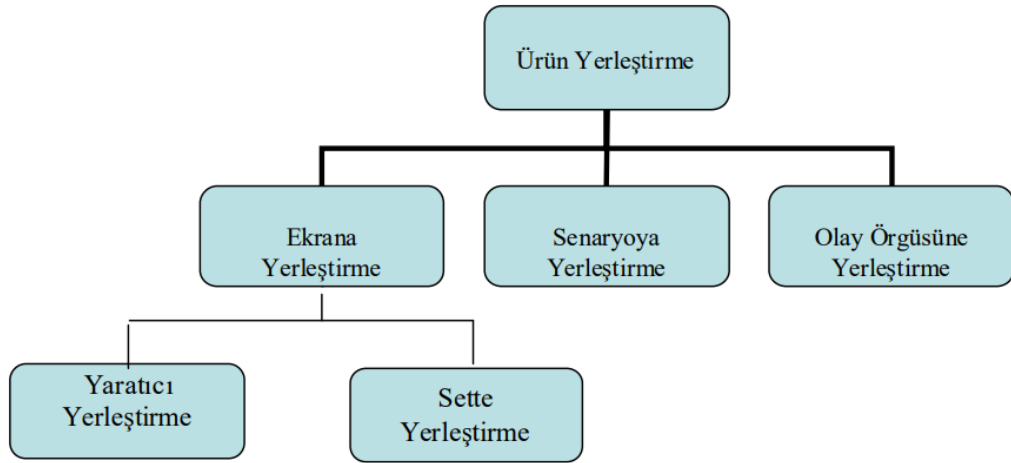 Ürün Yerleştirme
Ekrana
Yerleştirme
Senaryoya
Yerleştirme
Olay Örgüsüne
Yerleştirme
Yaratıcı
Yerleştirme
Sette
Yerleştirme